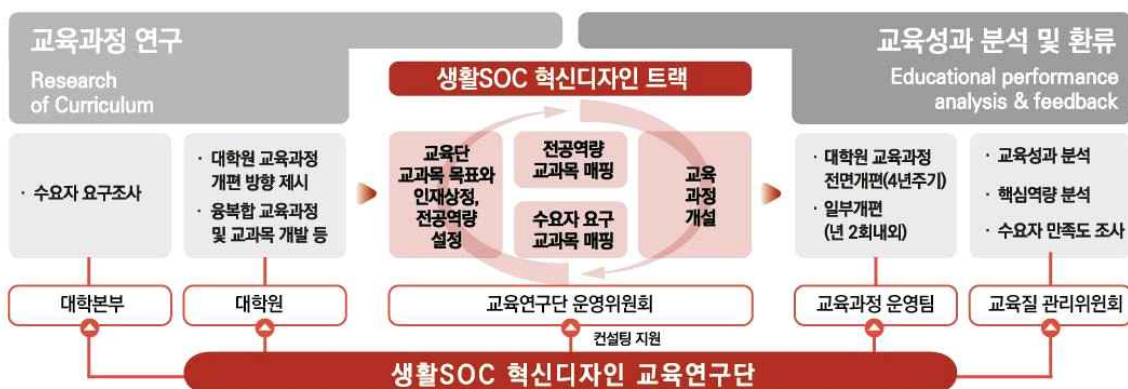 교육과정 연구
Research
of Curriculum
생활SOC 혁신디자인 트랙
교육성과 분석 및 환류
Educational performance
analysis & feedback
· 수요자 요구조사
· 대학원 교육과정
개편 방향 제시
· 융복합 교육과정
및 교과목 개발 등
교육단
교과목 목표와
인재상정,
전공역량
설정
전공역량
교과목 매핑
수요자 요구
교과목 매핑
교육
과정
개설
· 대학원 교육과정
전면개편(4년주기)
· 일부개편
(년 2회내외)
· 교육성과 분석
· 핵심역량 분석
· 수요자 만족도 조사
대학본부
대학원
교육연구단 운영위원회
교육과정 운영팀
교육질 관리위윈회
컨설팅 지원
생활SOC 혁신디자인 교육연구단